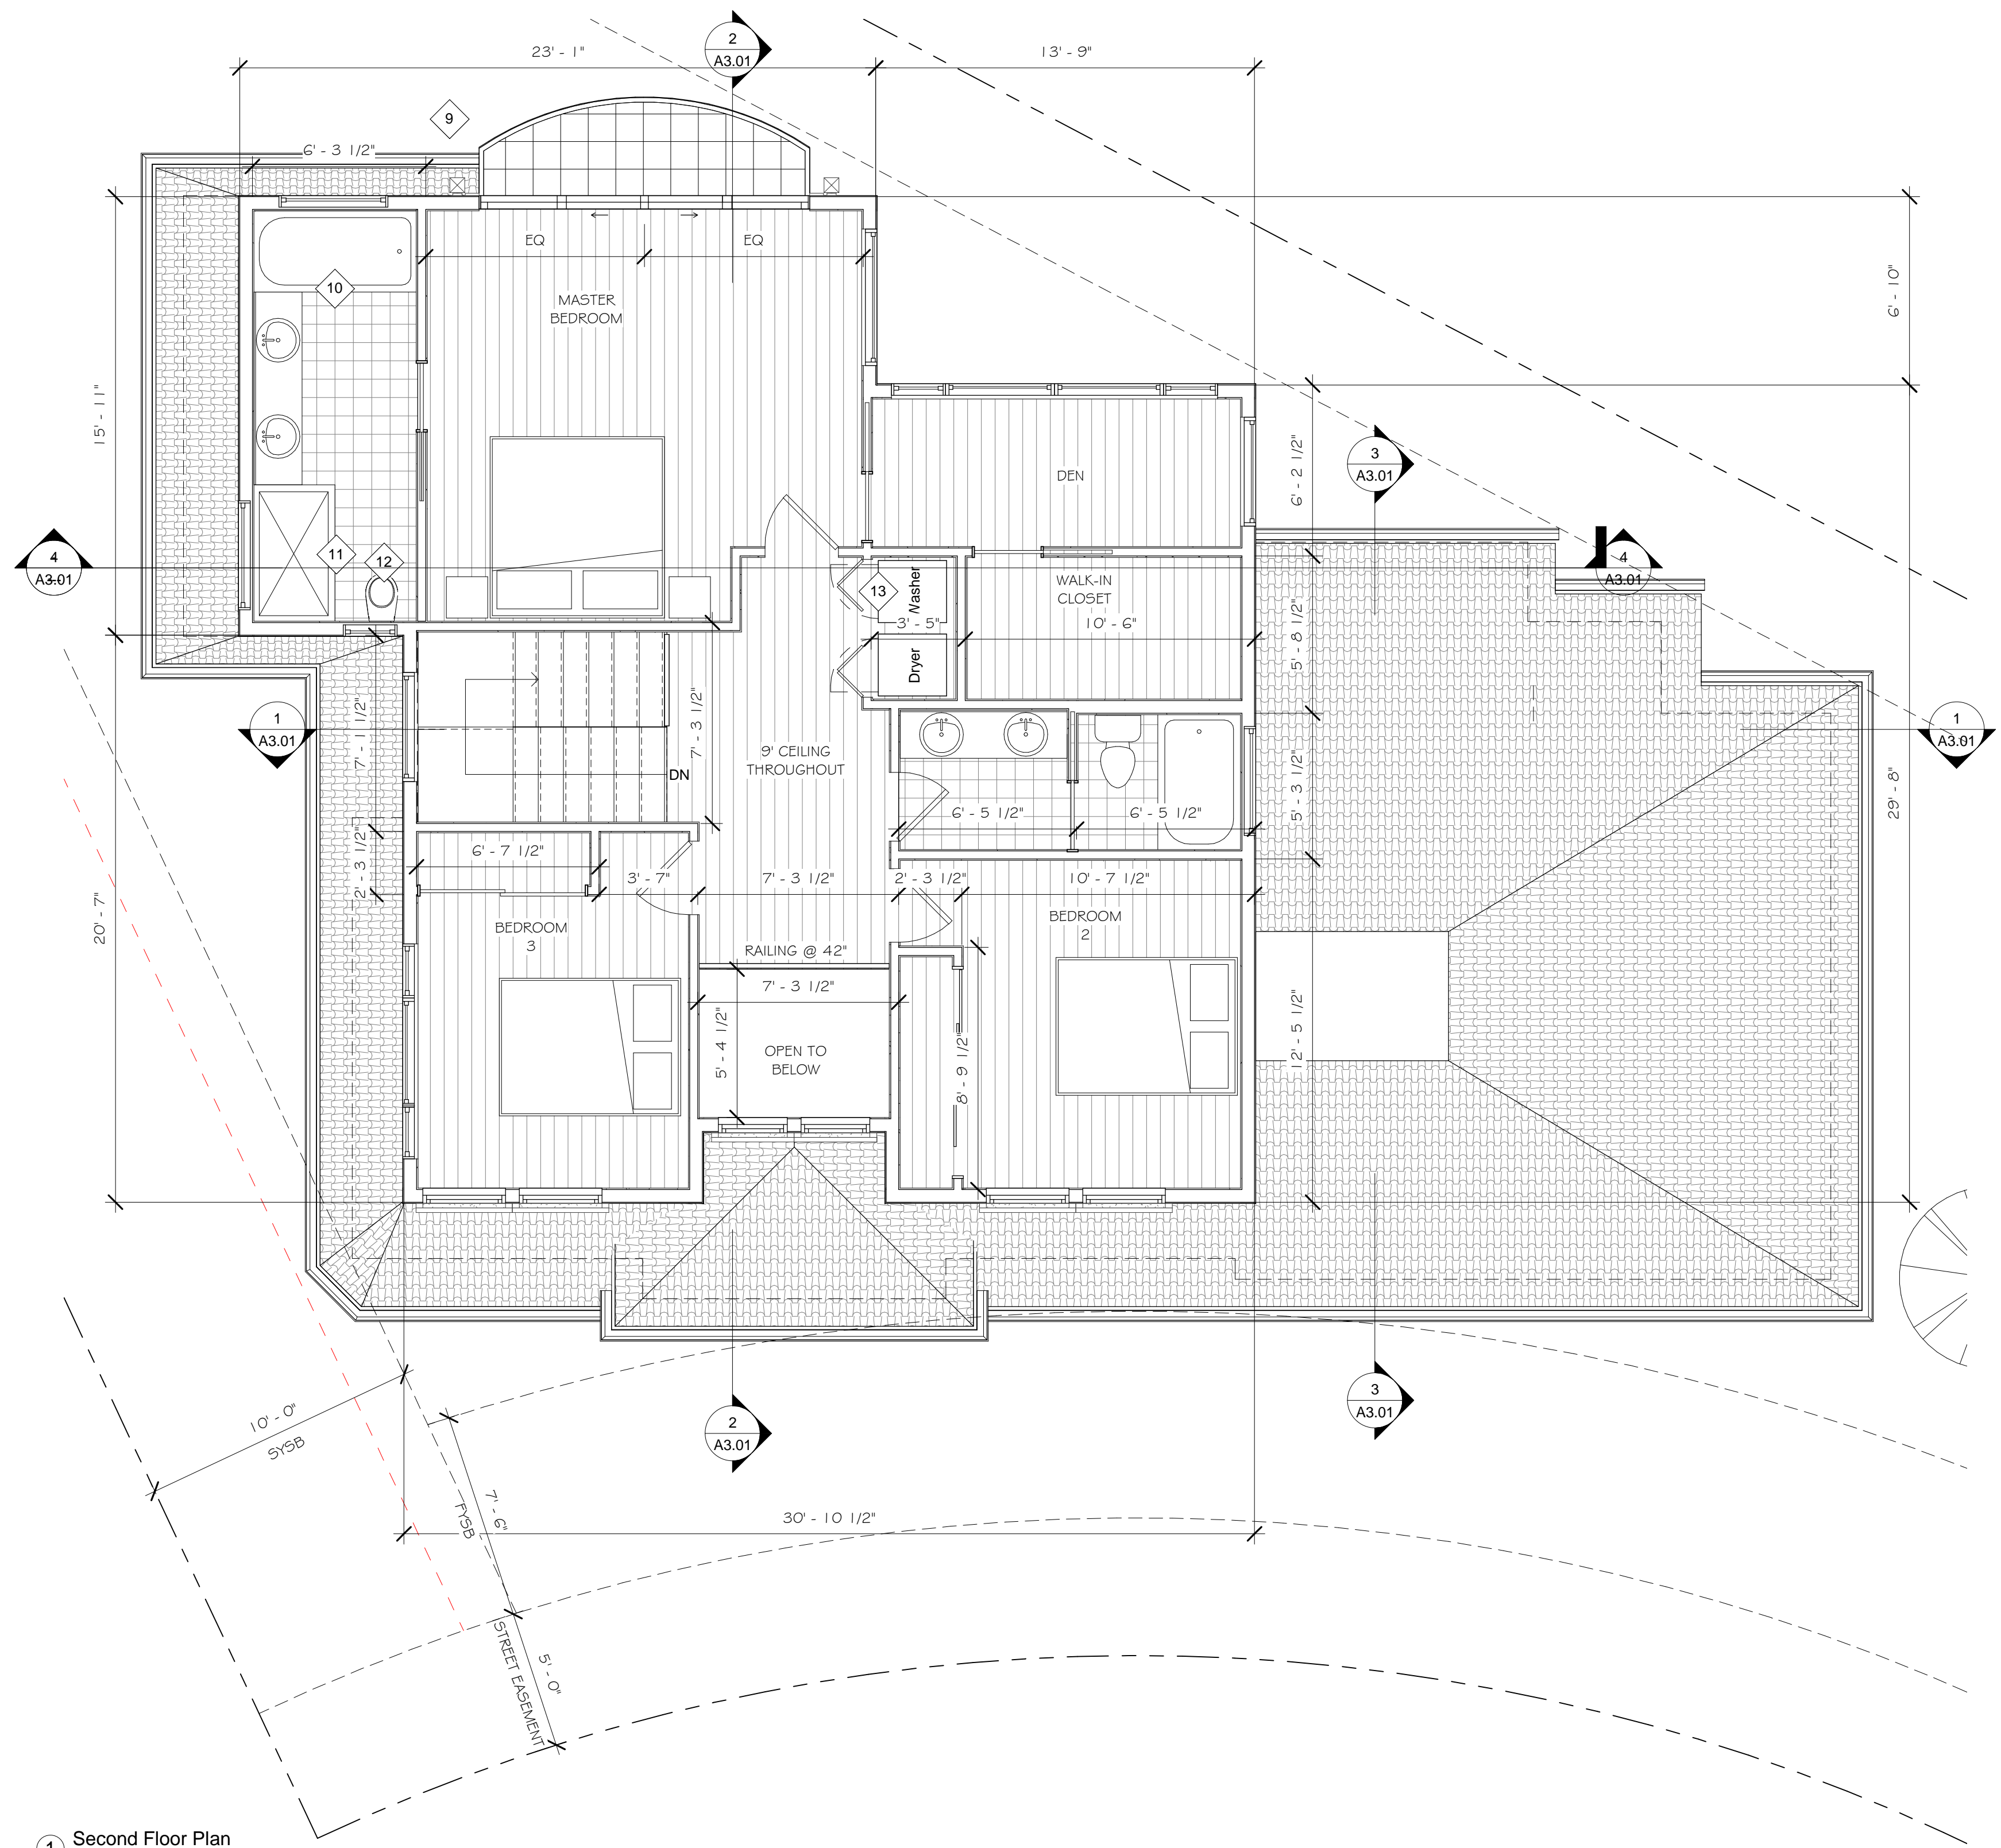 23' - 1"
2
A3.01
13' - 9"
9
6' - 3 1/2"
EQ
EQ
6' - 10"
10
MASTER
BEDROOM
15' - 11"
3
A3.01
6' - 2 1/2"
DEN
4
A3.01
11
12
4
A3.01
13
Washer
WALK-IN
CLOSET
3' - 5"
10' - 6"
5' - 8 1/2"
Dryer
1
A3.01
7' - 1 1/2"
7' - 3 1/2"
DN
9' CEILING
THROUGHOUT
1
A3.01
29' - 8"
5' - 3 1/2"
6' - 5 1/2"
6' - 5 1/2"
2' - 3 1/2"
6' - 7 1/2"
3' - 7"
7' - 3 1/2"
2' - 3 1/2"
10' - 7 1/2"
20' - 7"
BEDROOM
3
BEDROOM
2
RAILING @ 42"
7' - 3 1/2"
5' - 4 1/2"
8' - 9 1/2"
12' - 5 1/2"
OPEN TO
BELOW
3
A3.01
2
A3.01
10' - 0"
SYSB
7' - 6"
FYSB
30' - 10 1/2"
STREET EASEMENT
5' - 0"
1
Second Floor Plan